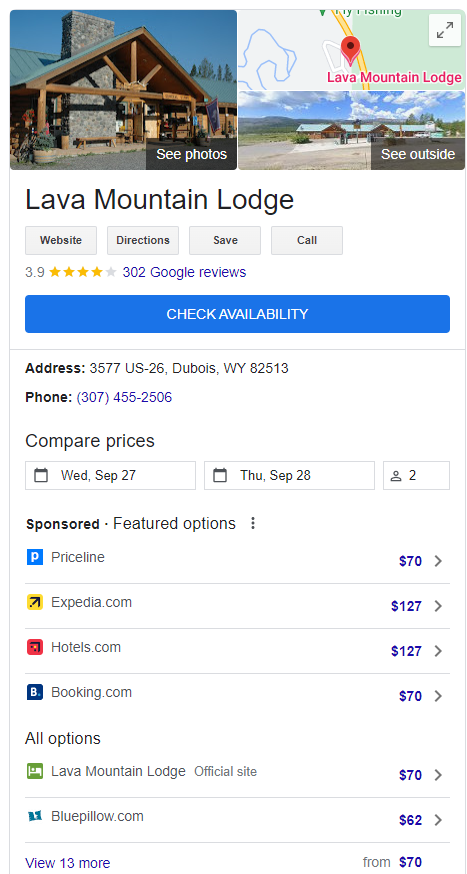 Fly Fishing
Lava Mountain Lodge
See photos
See outside
Lava Mountain Lodge
Website
Directions
Save
Call
3.9 302 Google reviews
CHECK AVAILABILITY
Address: 3577 US-26, Dubois, WY 82513
Phone: (307) 455-2506
Compare prices
Wed, Sep 27
Thu, Sep 28
2
Sponsored · Featured options
Priceline $70
Expedia.com $127
Hotels.com $127
B. Booking.com $70
All options
Lava Mountain Lodge Official site $70
Bluepillow.com $62
View 13 more from $70